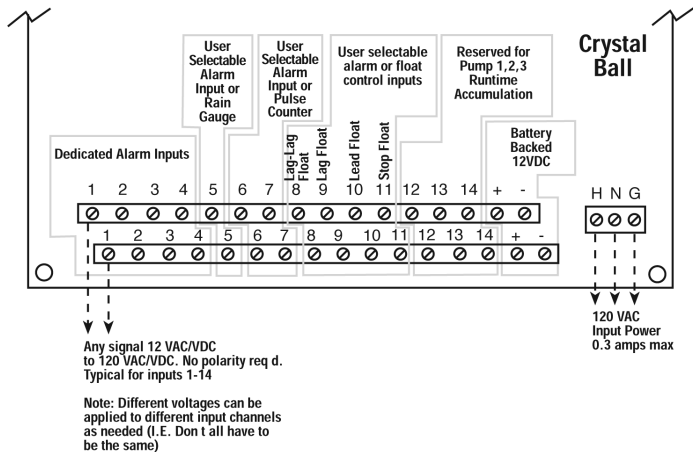 Crystal
Ball
User
Selectable
Alarm
Input or
Rain
Gauge
User
Selectable
Alarm
Input or
Pulse
Counter
User selectable
alarm or float
control inputs
Reserved for
Pump 1,2,3
Runtime
Accumulation
Battery
Backed
12VDC
Dedicated Alarm Inputs
Lag-Lag
Float
Lag Float
Lead Float
Stop Float
1 2 3 4 5 6 7 8 9 10 11 12 13 14 + -
H N G
1 2 3 4 5 6 7 8 9 10 11 12 13 14 + -
120 VAC
Input Power
0.3 amps max
Any signal 12 VAC/VDC
to 120 VAC/VDC. No polarity req d.
Typical for inputs 1-14
Note: Different voltages can be
applied to different input channels
as needed (I.E. Don t all have to
be the same)